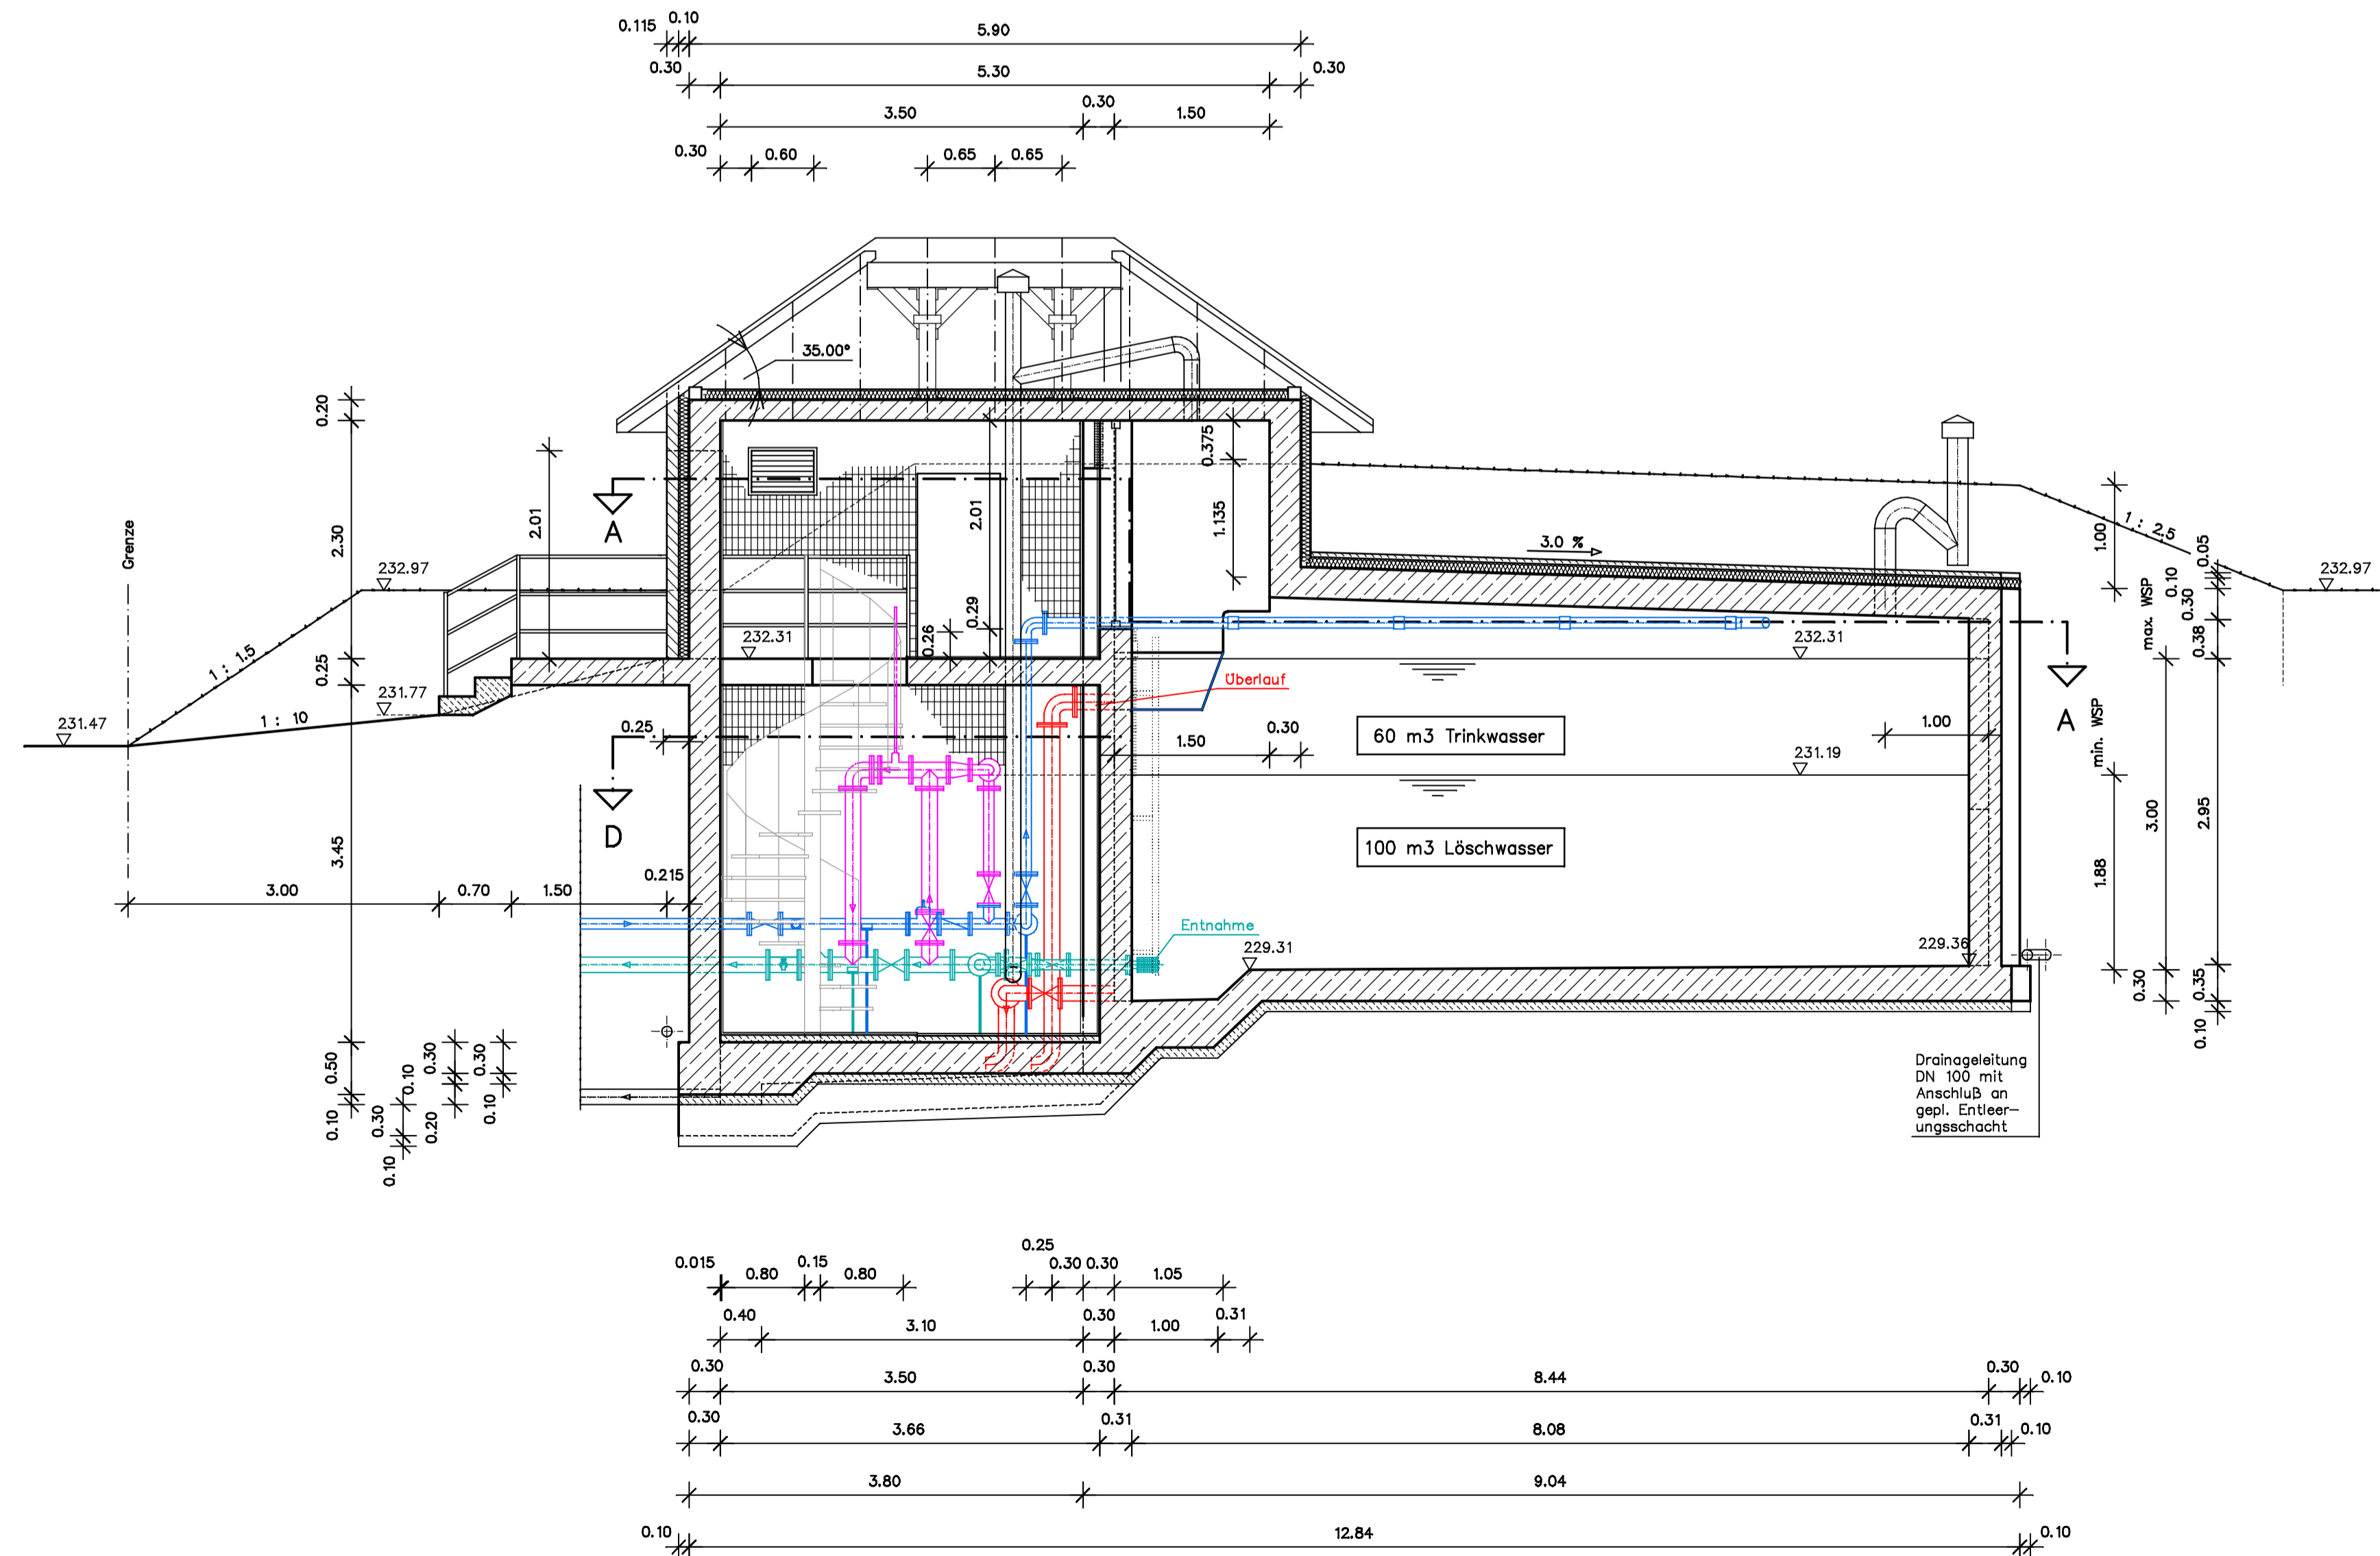 0.115 0.10 5.90
0.30 5.30 0.30
3.50 0.30 1.50
0.30 0.60 0.65 0.65
35.00°
0.20
2.30
0.25
3.45
0.50
0.10
2.01
A
2.01
0.29
0.26
0.375
1.135
3.0 %
1 : 2.5
1.00
0.05
0.10
0.30
0.38
max. WSP
232.97
Grenze
232.97
1 : 1.5
231.47
1 : 10
231.77
232.31
232.31
Überlauf
A
D
0.25
1.50 0.30
60 m3 Trinkwasser
1.00
min. WSP
231.19
100 m3 Löschwasser
3.00
2.95
1.88
3.00 0.70 1.50 0.215
Entnahme
229.31
229.36
0.30
0.35
0.10
0.10
0.30
0.10
0.30
0.20
0.30
0.10
Drainageleitung
DN 100 mit
Anschluß an
gepl. Entleer–
ungsschacht
0.015 0.80 0.15 0.80 0.25 0.30 0.30 1.05
0.40 3.10 0.30 1.00 0.31
0.30 3.50 0.30 8.44 0.30 0.10
0.30 3.66 0.31 8.08 0.31 0.10
3.80 9.04
0.10 12.84 0.10